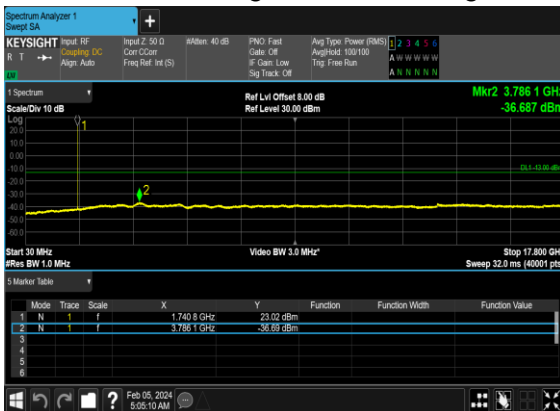 Spectrum Analyzer 1
Swept SA
+
KEYSIGHT
R T
LV
Input: RF
Coupling: DC
Align: Auto
Input Z: 50 Ω
Corr CCorr
Freq Ref: Int (S)
#Atten: 40 dB
PNO: Fast
Gate: Off
IF Gain: Low
Sig Track: Off
Avg Type: Power (RMS)
Avg|Hold: 100/100
Trig: Free Run
1 2 3 4 5 6
A W W W W W
A N N N N N
1 Spectrum
Scale/Div 10 dB
Ref Lvl Offset 8.00 dB
Ref Level 30.00 dBm
Mkr2 3.786 1 GHz
-36.687 dBm
Log
20.0
10.0
0.00
-10.0
-20.0
-30.0
-40.0
-50.0
-60.0
1
2
DL1 -13.00 dBm
Start 30 MHz
#Res BW 1.0 MHz
Video BW 3.0 MHz*
Stop 17.800 GH
Sweep 32.0 ms (40001 pts
5 Marker Table
Mode Trace Scale X Y Function Function Width Function Value
1 N 1 f 1.740 8 GHz 23.02 dBm
2 N 1 f 3.786 1 GHz -36.69 dBm
3
4
5
6
?
Feb 05, 2024
5:05:10 AM